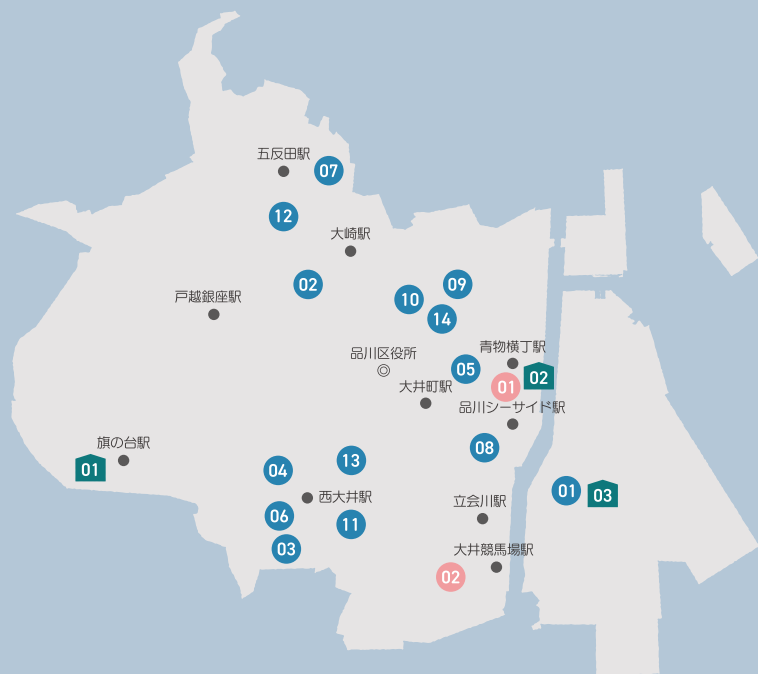 五反田駅
07
12
大崎駅
02
09
10
戸越銀座駅
14
青物横丁駅
品川区役所
05
02
大井町駅
01
品川シーサイド駅
旗の台駅
08
13
01
04
01
03
西大井駅
立会川駅
06
11
03
大井競馬場駅
02